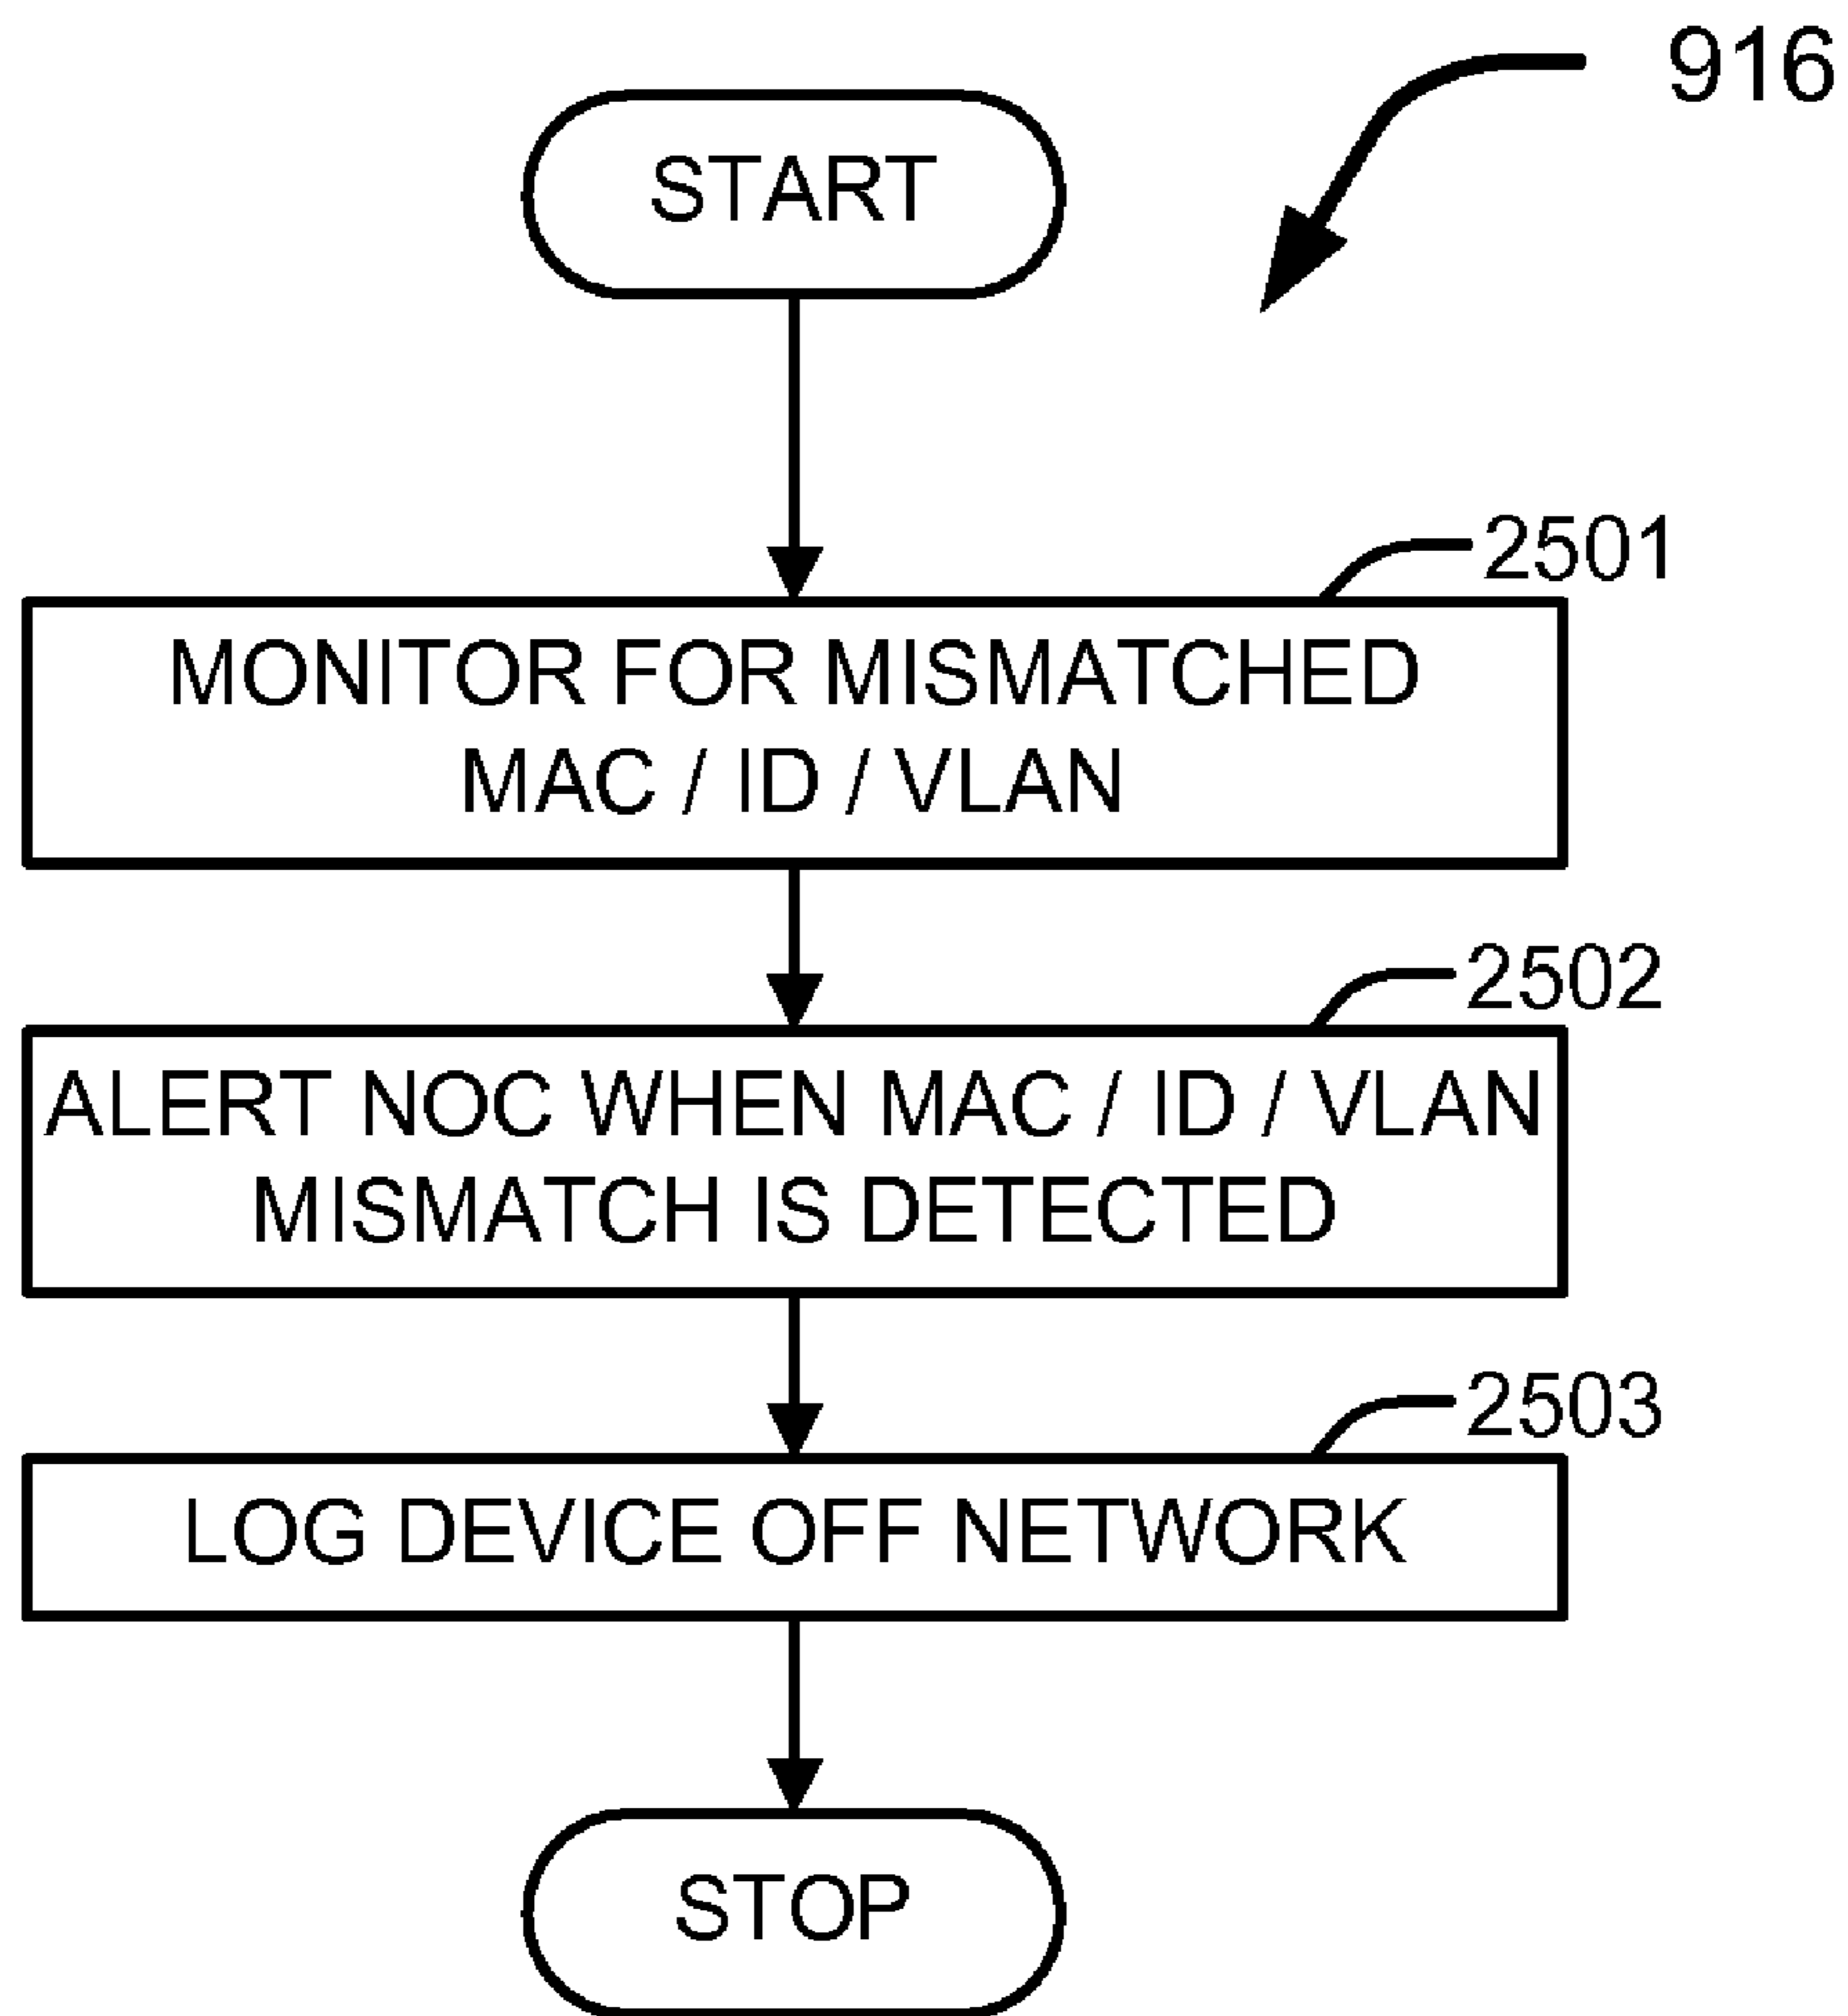 916
START
2501
MONITOR FOR MISMATCHED
MAC / ID / VLAN
2502
ALERT NOC WHEN MAC / ID / VLAN
MISMATCH IS DETECTED
2503
LOG DEVICE OFF NETWORK
STOP